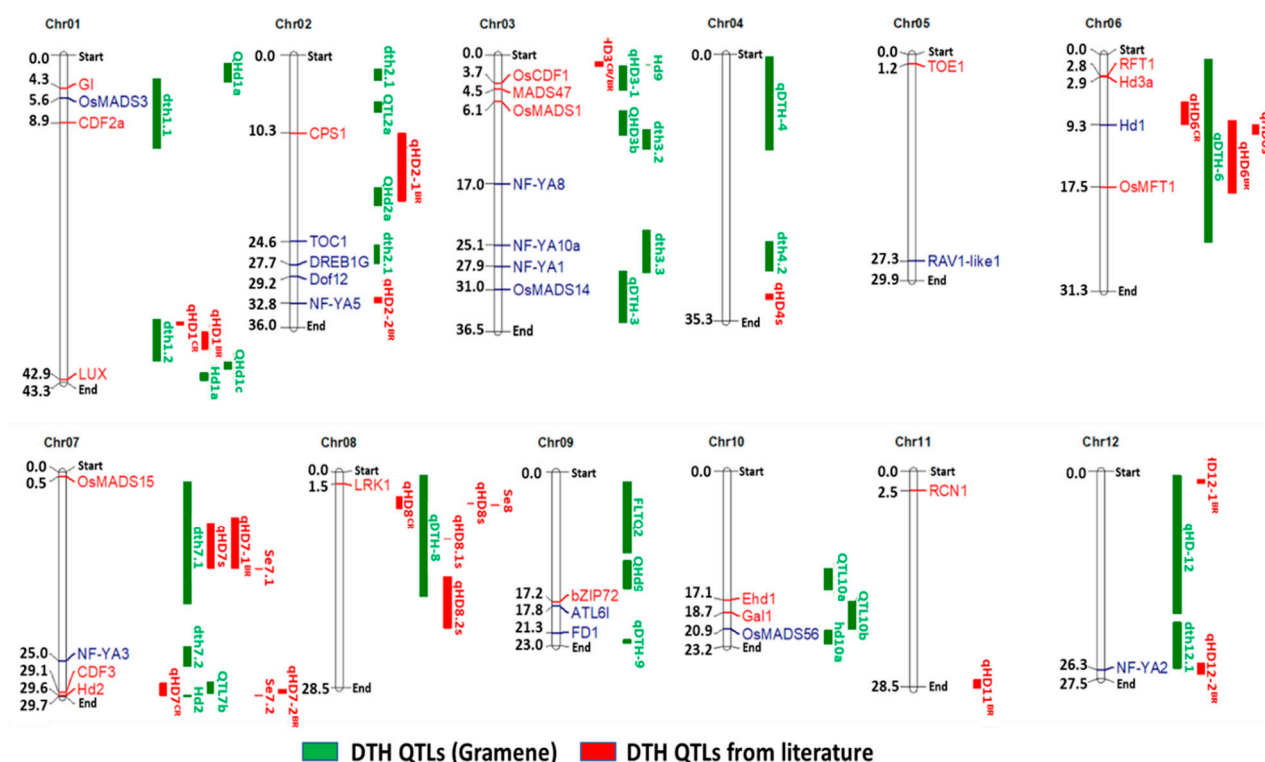 Chr01
0.0 Start
4.3 GI
5.6 OsMADS3
8.9 CDF2a
42.9 LUX
43.3 End
QHd1a
dth1.1
dth1.2
qHD1CR
qHD1BR
Hd1a
QHd1c
Chr02
0.0 Start
10.3 CPS1
24.6 TOC1
27.7 DREB1G
29.2 Dof12
32.8 NF-YA5
36.0 End
dth2.1
QTL2a
qHD2-1BR
QHd2a
dth2.1
qHD2-2BR
Chr03
0.0 Start
3.7 OsCDF1
4.5 MADS47
6.1 OsMADS1
17.0 NF-YA8
25.1 NF-YA10a
27.9 NF-YA1
31.0 OsMADS14
36.5 End
HD3CR/BR
qHD3-1
Hd9
QHD3b
dth3.2
dth3.3
qDTH-3
Chr04
0.0 Start
35.3 End
qDTH-4
dth4.2
qHD4s
Chr05
0.0 Start
1.2 TOE1
27.3 RAV1-like1
29.9 End
Chr06
0.0 Start
2.8 RFT1
2.9 Hd3a
9.3 Hd1
17.5 OsMFT1
31.3 End
qHD6CR
qDTH-6
qHD6BR
Chr07
0.0 Start
0.5 OsMADS15
25.0 NF-YA3
29.1 CDF3
29.6 Hd2
29.7 End
dth7.1
qHD7s
qHD7-1BR
Se7.1
dth7.2
qHD7CR
Hd2
QTL7b
Se7.2
qHD7-2BR
Chr08
0.0 Start
1.5 LRK1
28.5 End
qHD8CR
qDTH-8
qHD8s
Se8
qHD8.1s
qHD8.2s
Chr09
0.0 Start
17.2 bZIP72
17.8 ATL6l
21.3 FD1
23.0 End
FLTQ2
QHd9
qDTH-9
Chr10
0.0 Start
17.1 Ehd1
18.7 Gal1
20.9 OsMADS56
23.2 End
QTL10a
QTL10b
hd10a
Chr11
0.0 Start
2.5 RCN1
28.5 End
qHD11BR
Chr12
0.0 Start
26.3 NF-YA2
27.5 End
HD12-1BR
qHD-12
dth12.1
qHD12-2BR
DTH QTLs (Gramene) DTH QTLs from literature